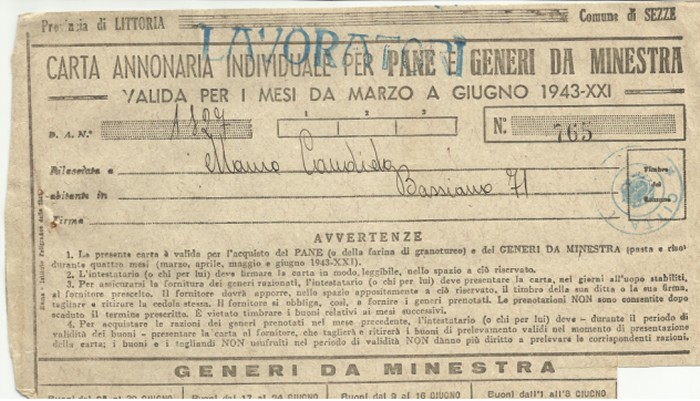 Provincia di LITTORIA Comune di SEZZE
LAVORATORI
CARTA ANNONARIA INDIVIDUALE PER PANE E GENERI DA MINESTRA
VALIDA PER I MESI DA MARZO A GIUGNO 1943-XXI
D. A. N.° 1827 1 2 3 N.° 765
Rilasciata a Mauro Candida
abitante in Bassiano 71
Firma
Timbro del Comune
AVVERTENZE
1. La presente carta è valida per l'acquisto del PANE (o della farina di granoturco) e dei GENERI DA MINESTRA (pasta e riso)
durante quattro mesi (marzo, aprile, maggio e giugno 1943-XXI).
2. L'intestatario (o chi per lui) deve firmare la carta in modo leggibile, nello spazio a ciò riservato.
3. Per assicurarsi la fornitura dei generi razionati, l'intestatario (o chi per lui) deve presentare la carta, nei giorni all'uopo stabiliti,
al fornitore prescelto. Il fornitore dovrà apporre, nello spazio appositamente a ciò riservato, il timbro della sua ditta o la sua firma,
tagliare e ritirare la cedola stessa. Il fornitore si obbliga, così, a fornire i generi prenotati. Le prenotazioni NON sono consentite dopo
scaduto il termine prescritto. È vietato timbrare i buoni relativi ai mesi successivi.
4. Per acquistare le razioni dei generi prenotati nel mese precedente, l'intestatario (o chi per lui) deve - durante il periodo di
validità dei buoni - presentare la carta al fornitore, che taglierà e ritirerà i buoni di prelevamento validi nel momento di presentazione
della carta; i buoni e i tagliandi NON usufruiti nel periodo di validità NON dànno più diritto a prelevare le corrispondenti razioni.
GENERI DA MINESTRA
Buoni dal 25 al 30 GIUGNO Buoni dal 17 al 24 GIUGNO Buoni dal 9 al 16 GIUGNO Buoni dall'1 all'8 GIUGNO